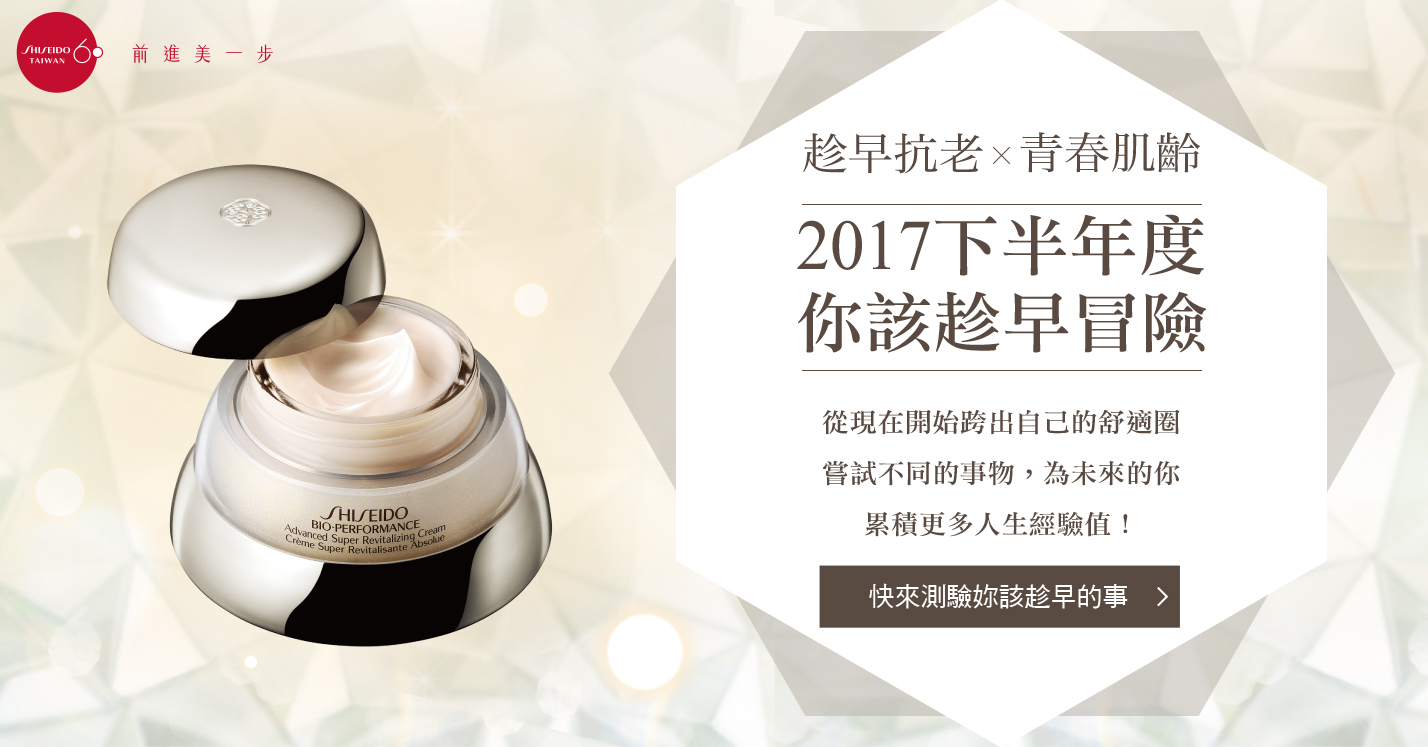 SHISEIDO 60
TAIWAN
前進美一步
趁早抗老×青春肌齡
2017下半年度
你該趁早冒險
從現在開始跨出自己的舒適圈
嘗試不同的事物，為未來的你
累積更多人生經驗值！
快來測驗妳該趁早的事 >
SHISEIDO
BIO-PERFORMANCE
Advanced Super Revitalizing Cream
Crème Super Revitalisante Absolue